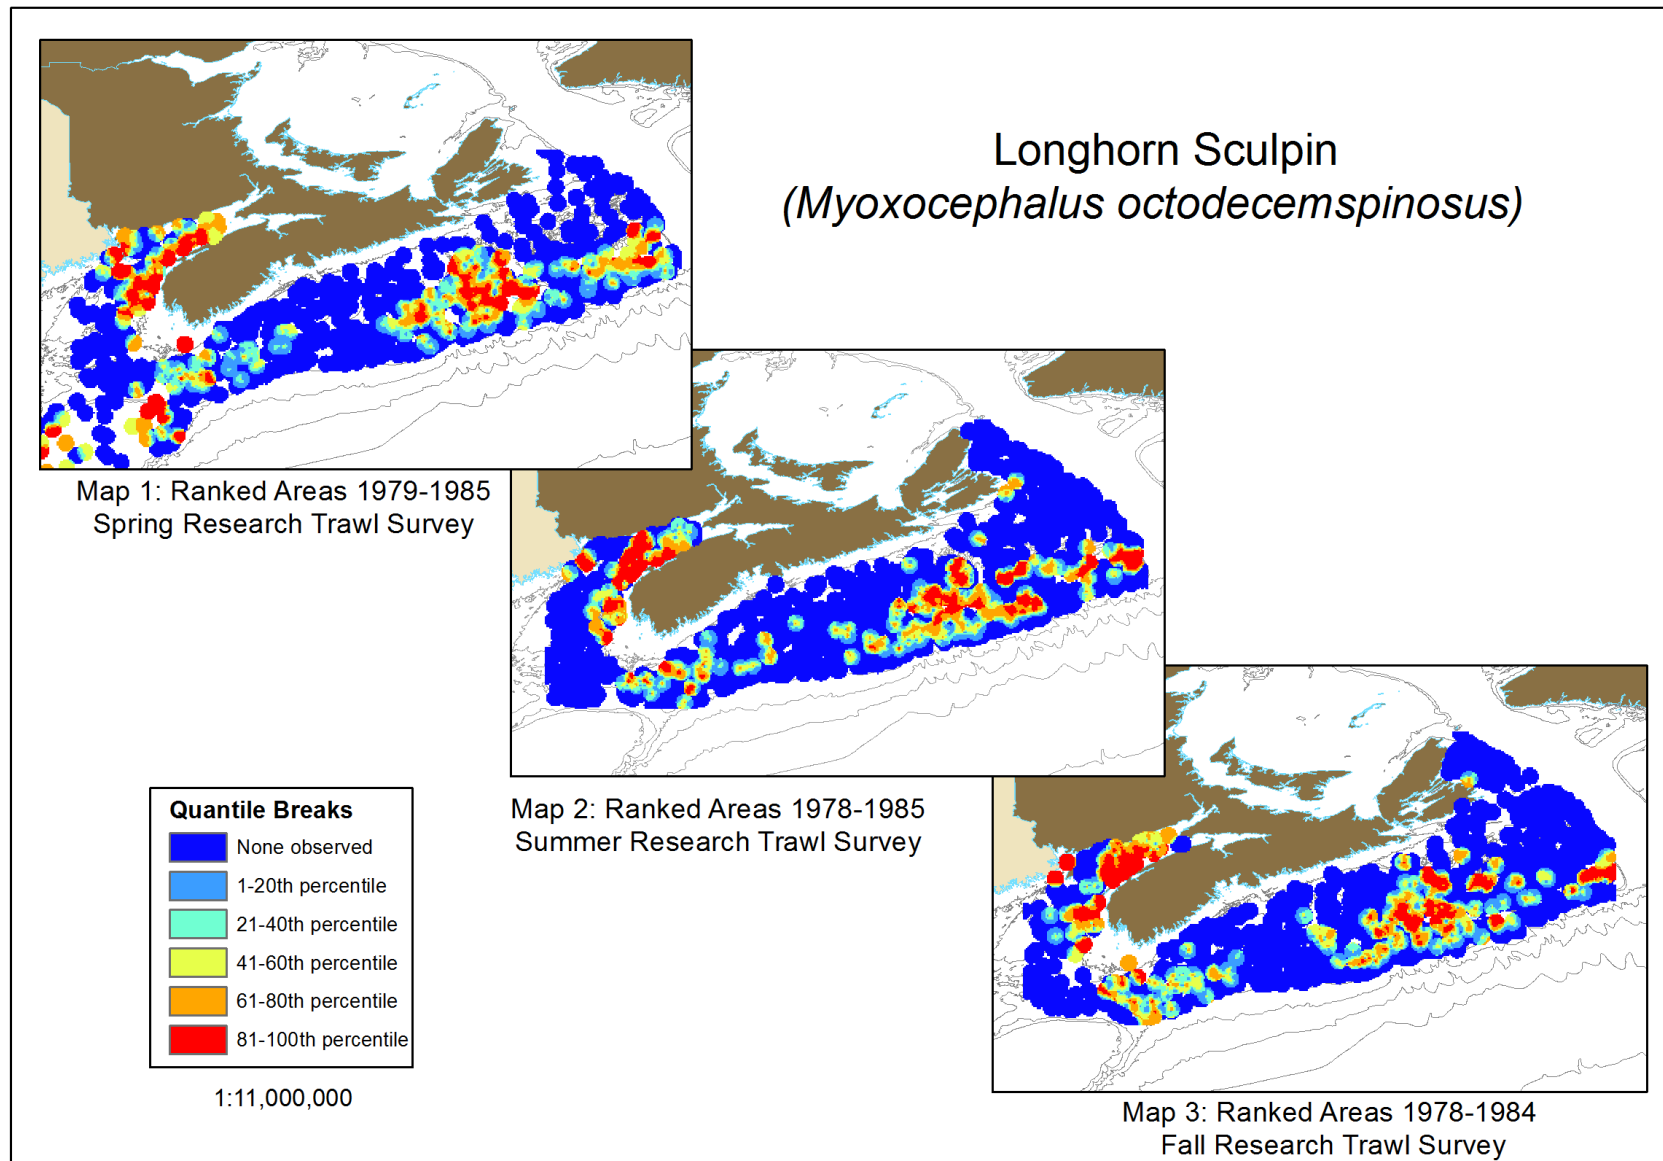 Longhorn Sculpin
(Myoxocephalus octodecemspinosus)
Map 1: Ranked Areas 1979-1985
Spring Research Trawl Survey
Map 2: Ranked Areas 1978-1985
Summer Research Trawl Survey
Quantile Breaks
None observed
1-20th percentile
21-40th percentile
41-60th percentile
61-80th percentile
81-100th percentile
1:11,000,000
Map 3: Ranked Areas 1978-1984
Fall Research Trawl Survey